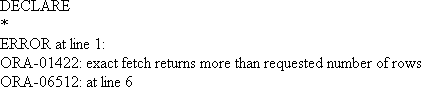 DECLARE
*
ERROR at line 1:
ORA-01422: exact fetch returns more than requested number of rows
ORA-06512: at line 6